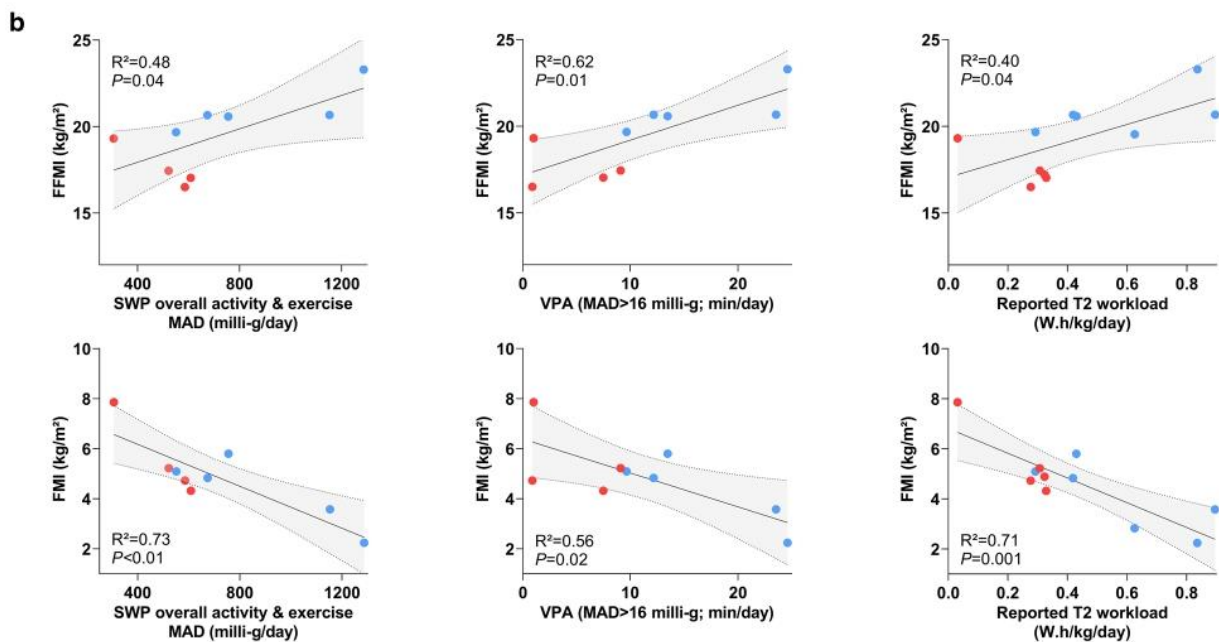 b
R²=0.48
P=0.04
FFMI (kg/m²)
25
20
15
400
800
1200
SWP overall activity & exercise
MAD (milli-g/day)
R²=0.62
P=0.01
FFMI (kg/m²)
25
20
15
0
10
20
VPA (MAD>16 milli-g; min/day)
R²=0.40
P=0.04
FFMI (kg/m²)
25
20
15
0.0
0.2
0.4
0.6
0.8
Reported T2 workload
(W.h/kg/day)
R²=0.73
P<0.01
FMI (kg/m²)
10
8
6
4
2
400
800
1200
SWP overall activity & exercise
MAD (milli-g/day)
R²=0.56
P=0.02
FMI (kg/m²)
10
8
6
4
2
0
10
20
VPA (MAD>16 milli-g; min/day)
R²=0.71
P=0.001
FMI (kg/m²)
10
8
6
4
2
0.0
0.2
0.4
0.6
0.8
Reported T2 workload
(W.h/kg/day)